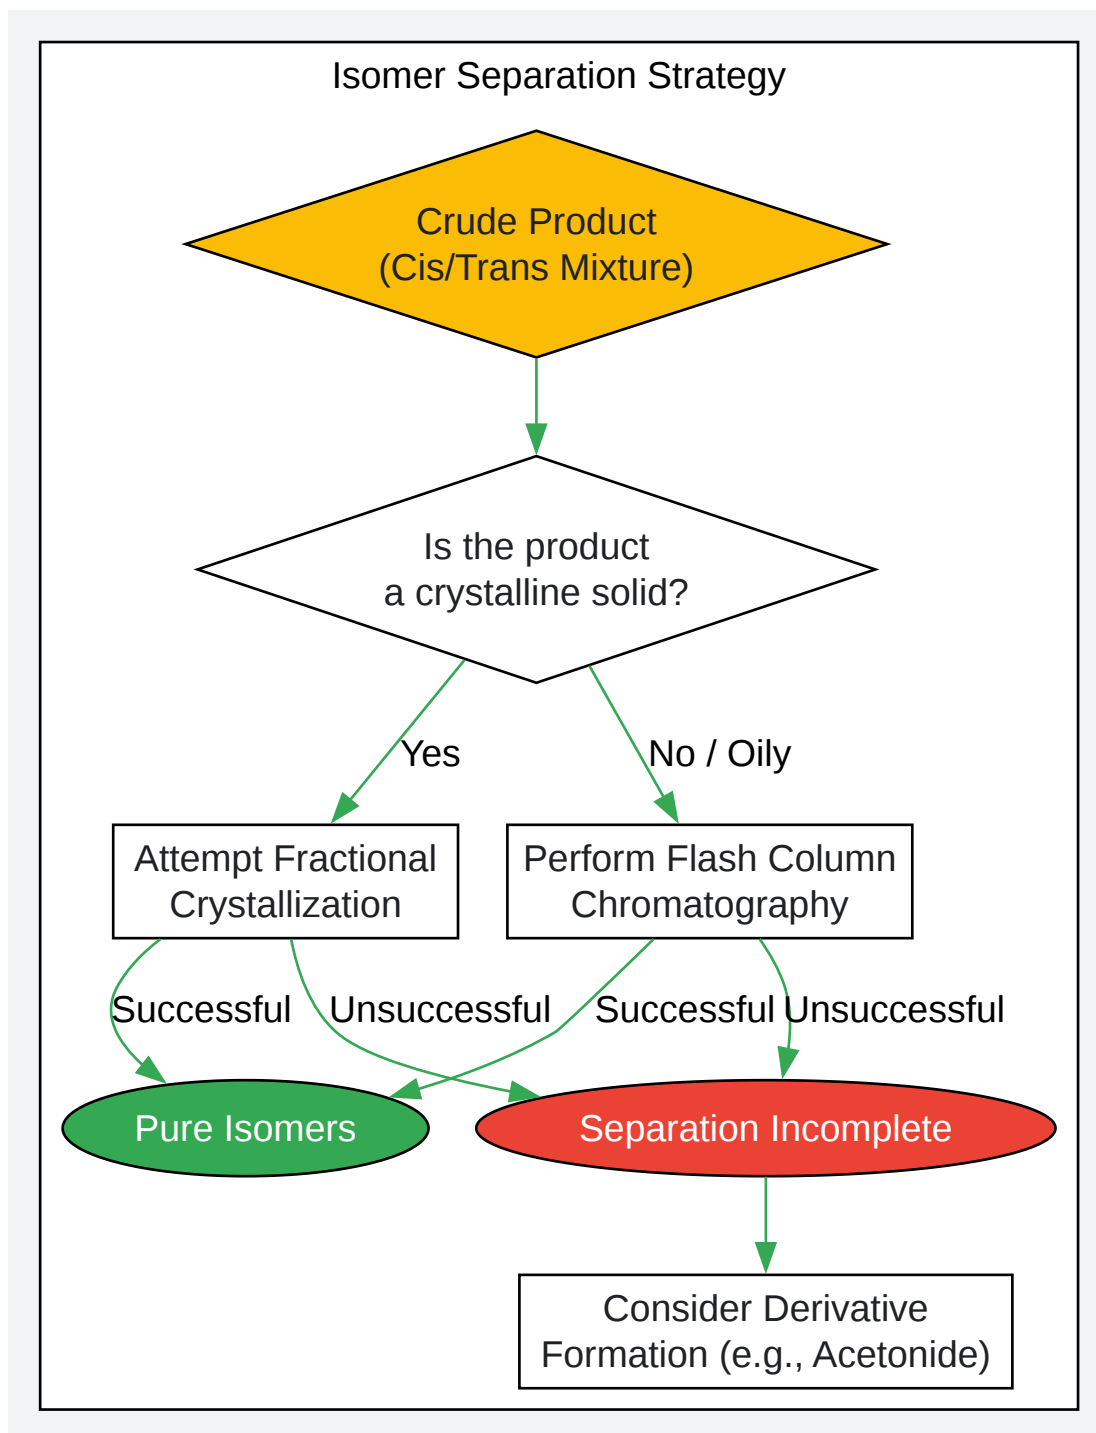 Isomer Separation Strategy
Crude Product
(Cis/Trans Mixture)
Is the product
a crystalline solid?
Yes
No / Oily
Attempt Fractional
Crystallization
Perform Flash Column
Chromatography
Successful
Unsuccessful
Successful
Unsuccessful
Pure Isomers
Separation Incomplete
Consider Derivative
Formation (e.g., Acetonide)